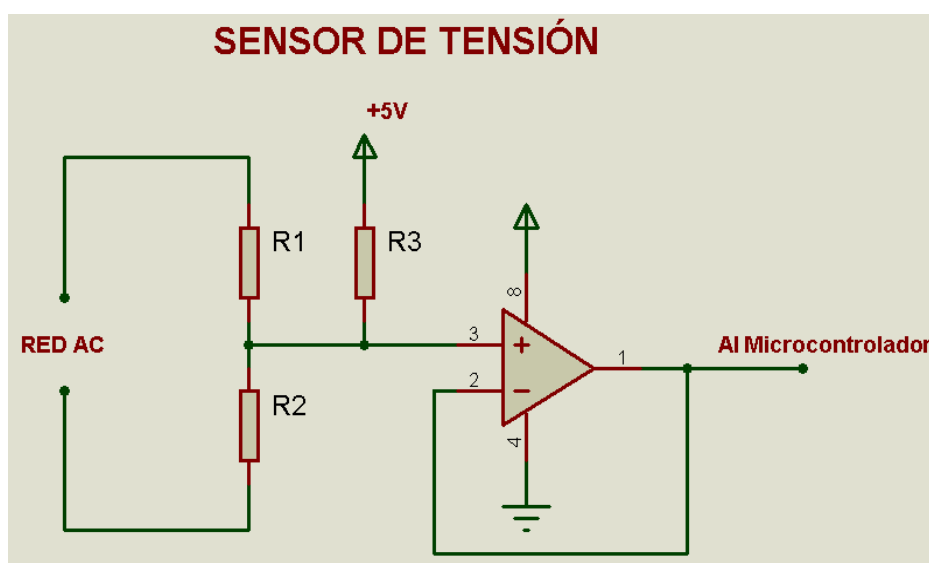 SENSOR DE TENSIÓN
+5V
R1
R3
8
RED AC
3
+
1
Al Microcontrolador
2
−
R2
4